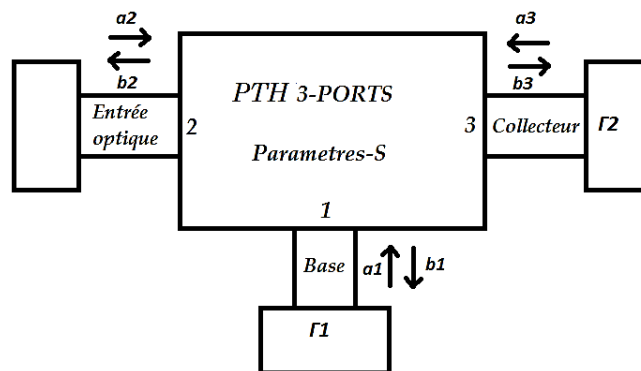 a2
b2
a3
b3
PTH 3-PORTS
Entrée
optique
2
3
Collecteur
Γ2
Parametres-S
1
Base
a1
b1
Γ1